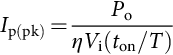 I_{p(pk)} = \frac{P_o}{\eta V_i (t_{on}/T)}